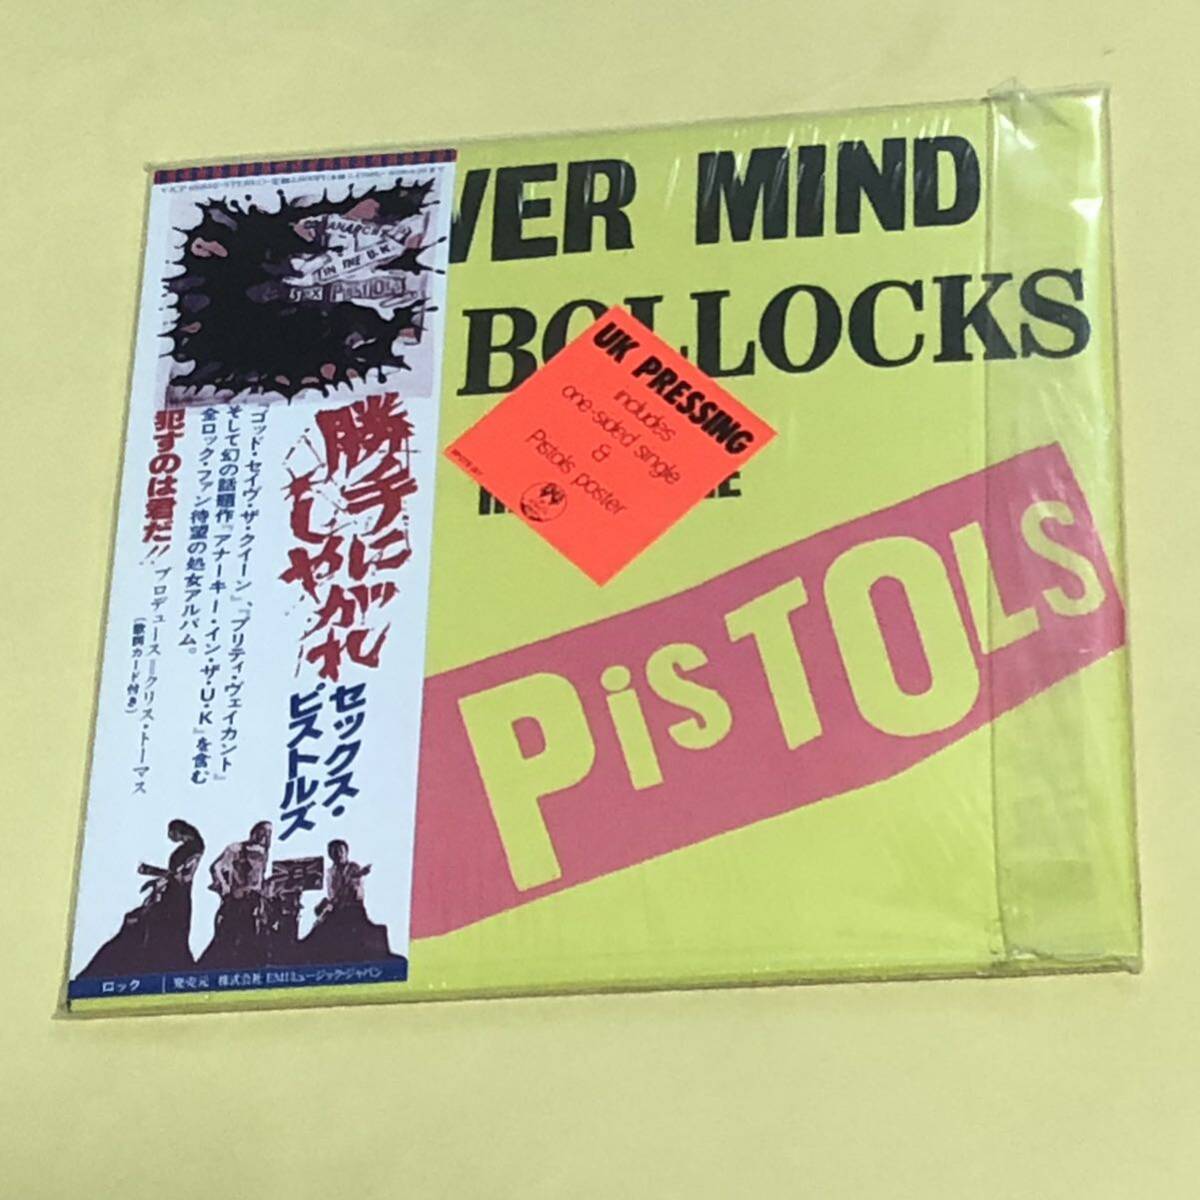 VER MIND
BOLLOCKS
PiSTOLS
UK PRESSING
includes
one-sided single
&
Pistols poster
ANARCHY
IN THE U.K
SEX PISTOLS
勝手にしやがれ
セックス・
ピストルズ
『ゴッド・セイヴ・ザ・クイーン』、『プリティ・ヴェイカント』
そして幻の話題作『アナーキー・イン・ザ・U・K』を含む
全ロック・ファン待望の処女アルバム。
犯すのは君だ!!
プロデュース=クリス・トーマス
(歌詞カード付き)
ロック
発売元 株式会社EMIミュージック・ジャパン